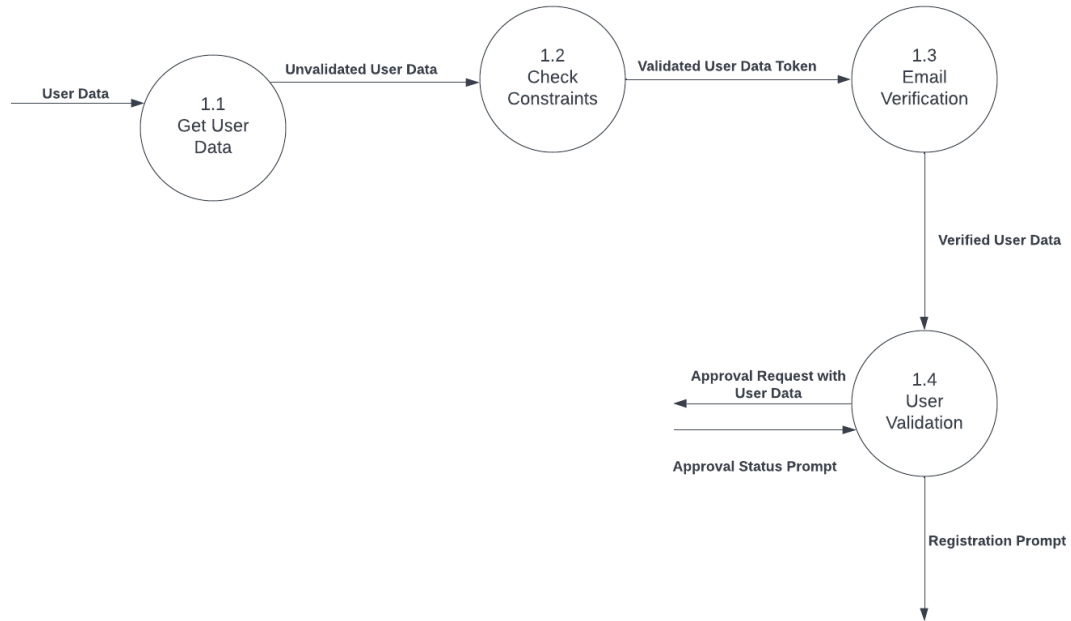 User Data
1.1
Get User
Data
Unvalidated User Data
1.2
Check
Constraints
Validated User Data Token
1.3
Email
Verification
Verified User Data
1.4
User
Validation
Approval Request with
User Data
Approval Status Prompt
Registration Prompt